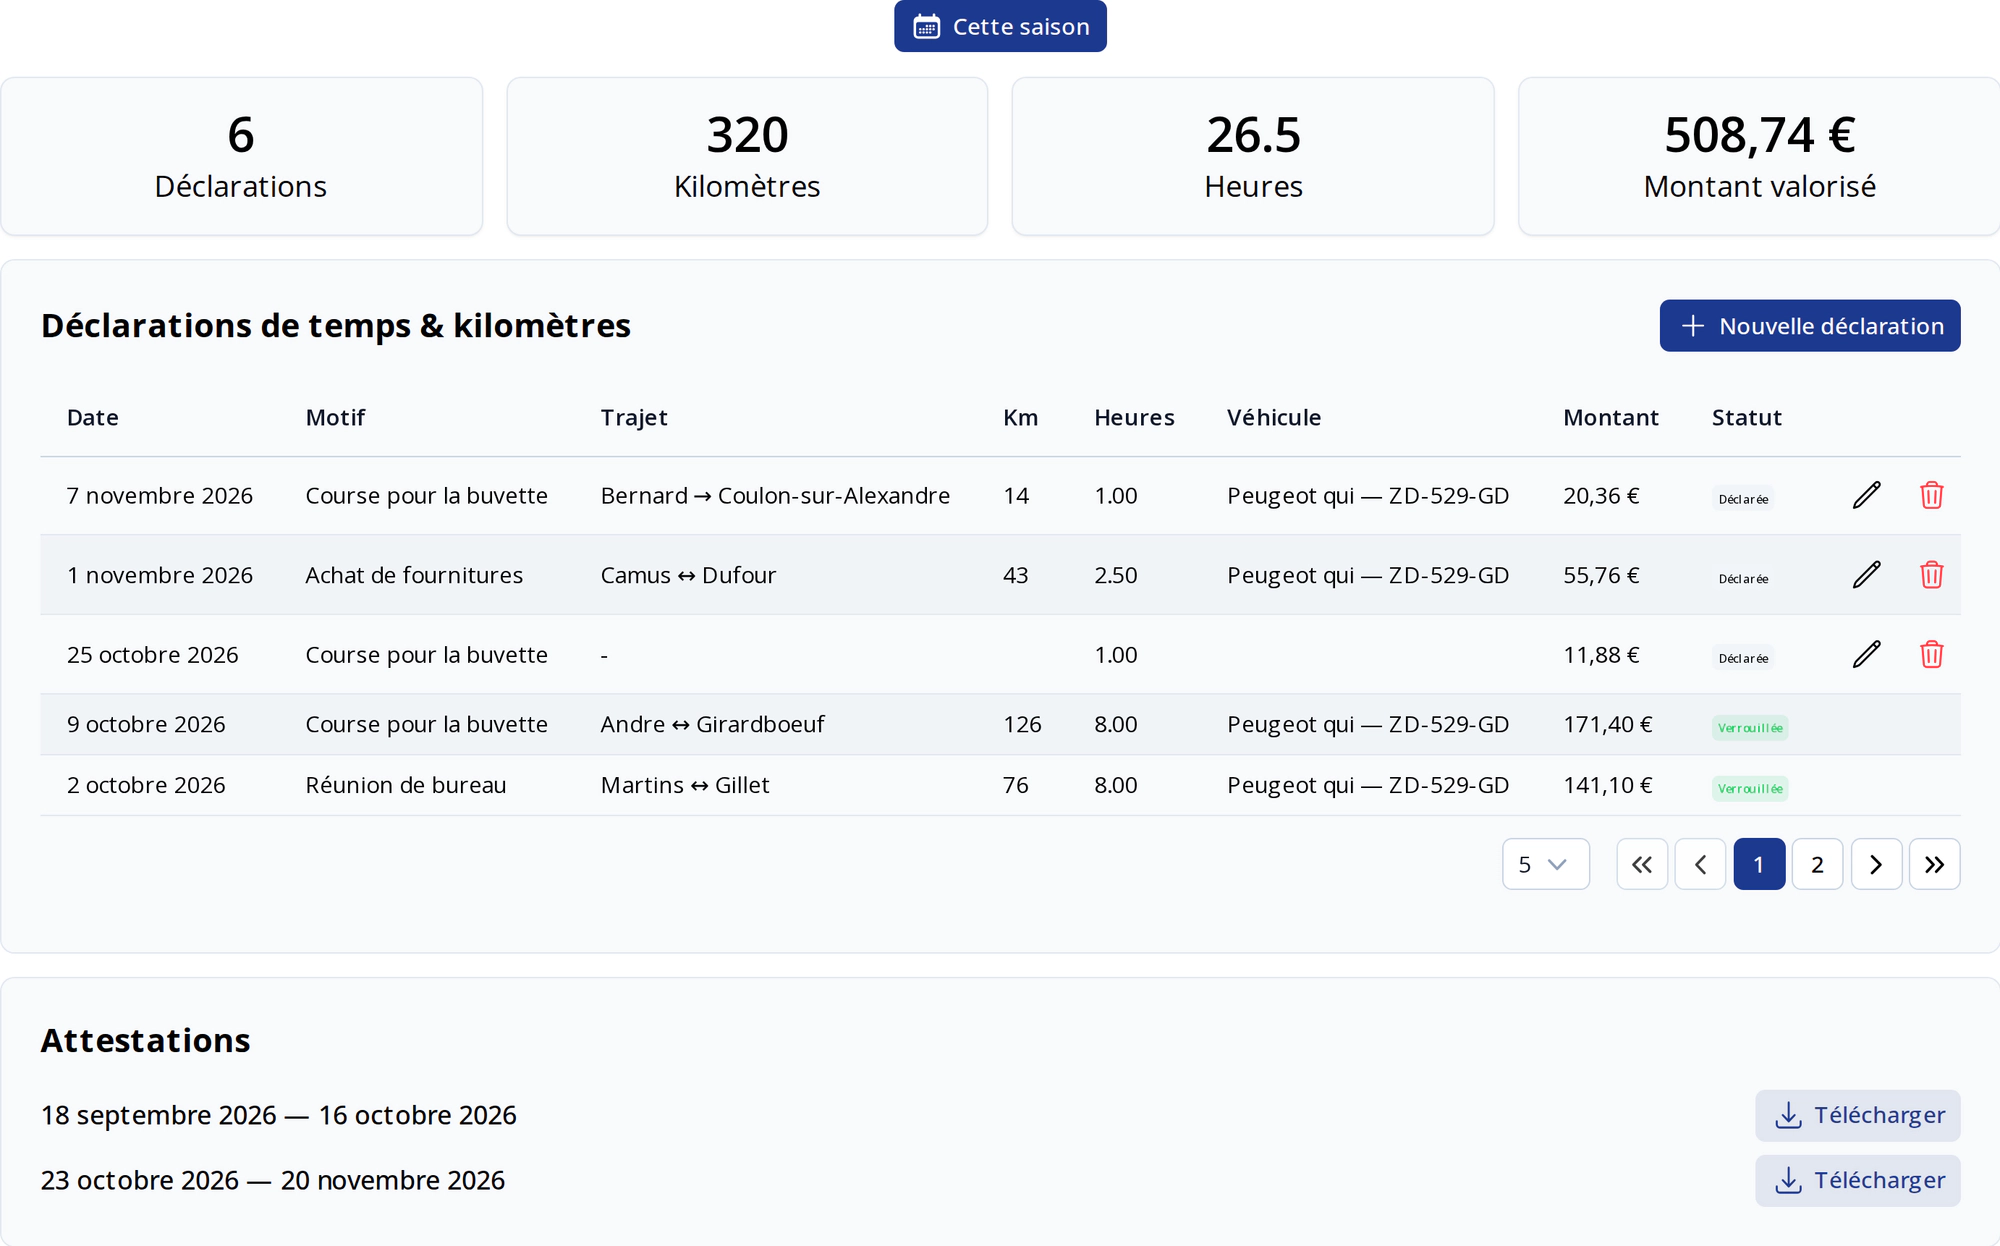 Cette saison
6
Déclarations
320
Kilomètres
26.5
Heures
508,74 €
Montant valorisé
Déclarations de temps & kilomètres
Nouvelle déclaration
Date Motif Trajet Km Heures Véhicule Montant Statut
7 novembre 2026 Course pour la buvette Bernard → Coulon-sur-Alexandre 14 1.00 Peugeot qui — ZD-529-GD 20,36 € Déclarée
1 novembre 2026 Achat de fournitures Camus ↔ Dufour 43 2.50 Peugeot qui — ZD-529-GD 55,76 € Déclarée
25 octobre 2026 Course pour la buvette - 1.00 11,88 € Déclarée
9 octobre 2026 Course pour la buvette Andre ↔ Girardboeuf 126 8.00 Peugeot qui — ZD-529-GD 171,40 € Verrouillée
2 octobre 2026 Réunion de bureau Martins ↔ Gillet 76 8.00 Peugeot qui — ZD-529-GD 141,10 € Verrouillée
5 1 2
Attestations
18 septembre 2026 — 16 octobre 2026 Télécharger
23 octobre 2026 — 20 novembre 2026 Télécharger